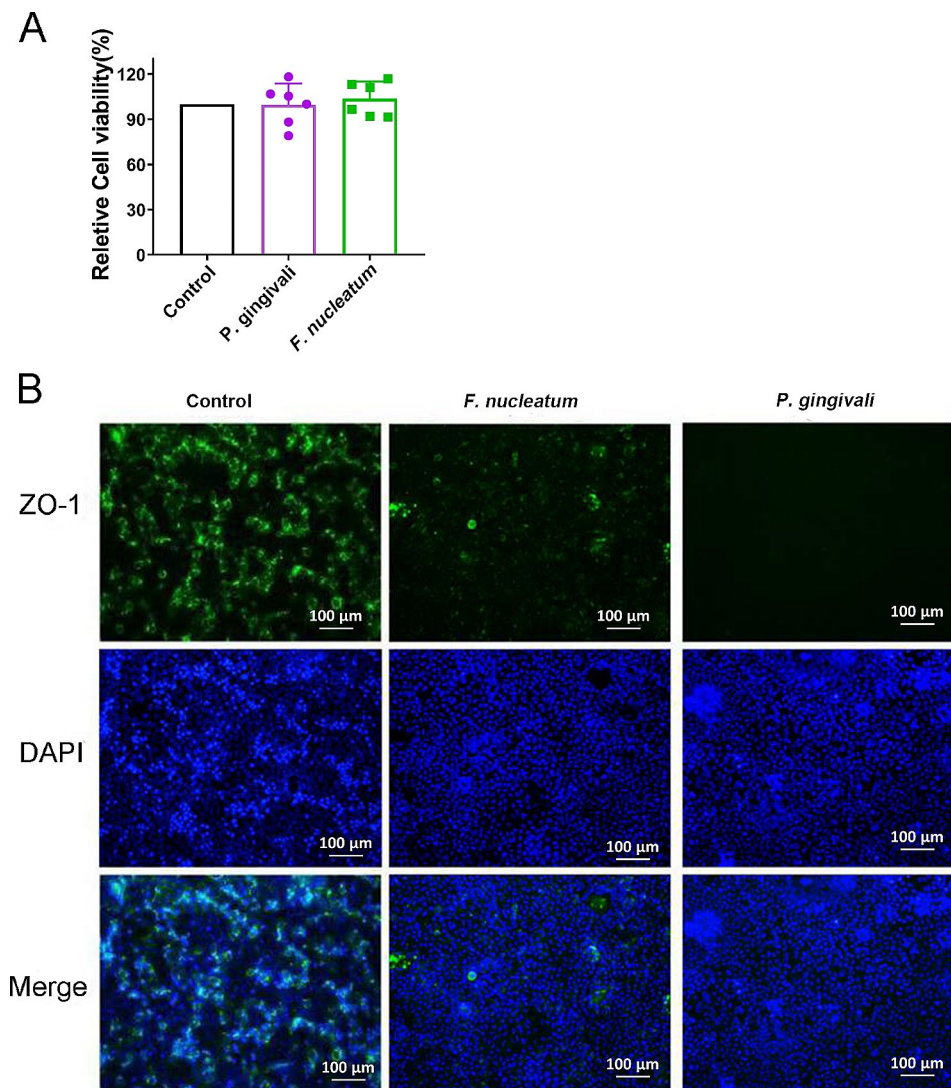 A
Reletive Cell viability(%)
120
90
60
30
0
Control
P. gingivali
F. nucleatum
B
Control F. nucleatum P. gingivali
ZO-1
100 µm 100 µm 100 µm
DAPI
100 µm 100 µm 100 µm
Merge
100 µm 100 µm 100 µm